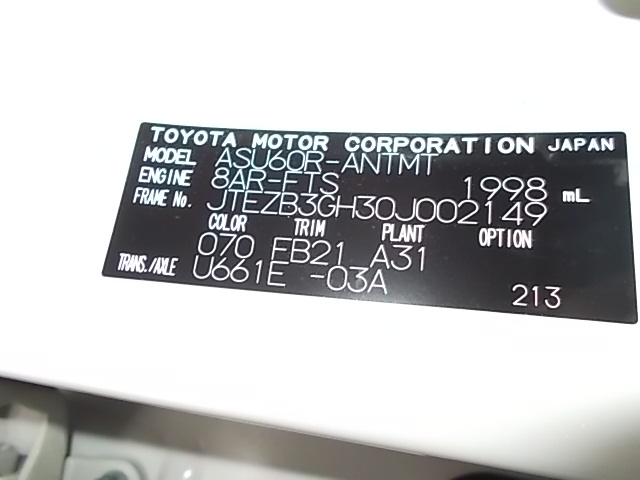 TOYOTA MOTOR CORPORATION JAPAN
MODEL ASU60R-ANTMT
ENGINE 8AR-FTS 1998 mL
FRAME No. JTEZB3GH30J002149
COLOR TRIM PLANT OPTION
070 FB21 A31
TRANS./AXLE U661E -03A
213